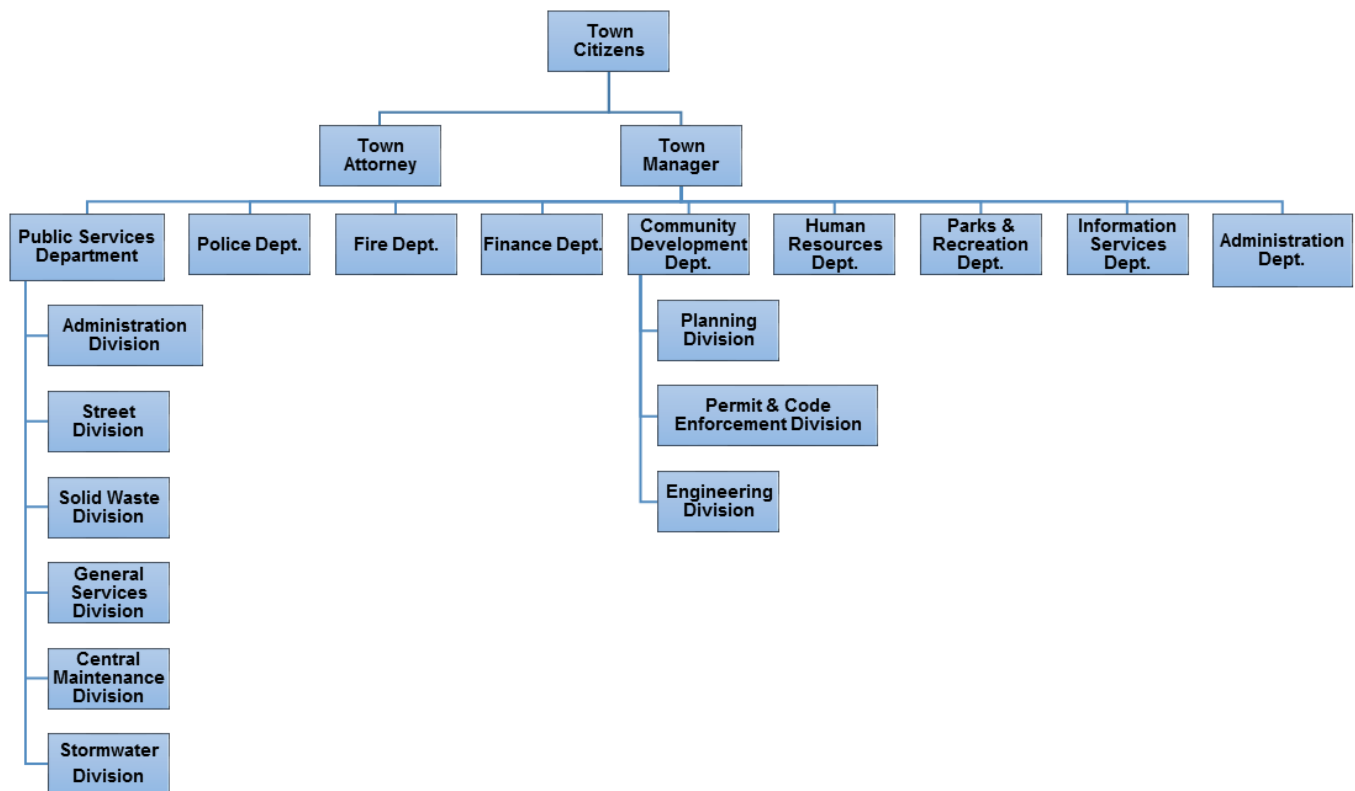 Town
Citizens
Town
Attorney
Town
Manager
Public Services
Department
Police Dept.
Fire Dept.
Finance Dept.
Community
Development
Dept.
Human
Resources
Dept.
Parks &
Recreation
Dept.
Information
Services
Dept.
Administration
Dept.
Administration
Division
Street
Division
Solid Waste
Division
General
Services
Division
Central
Maintenance
Division
Stormwater
Division
Planning
Division
Permit & Code
Enforcement Division
Engineering
Division